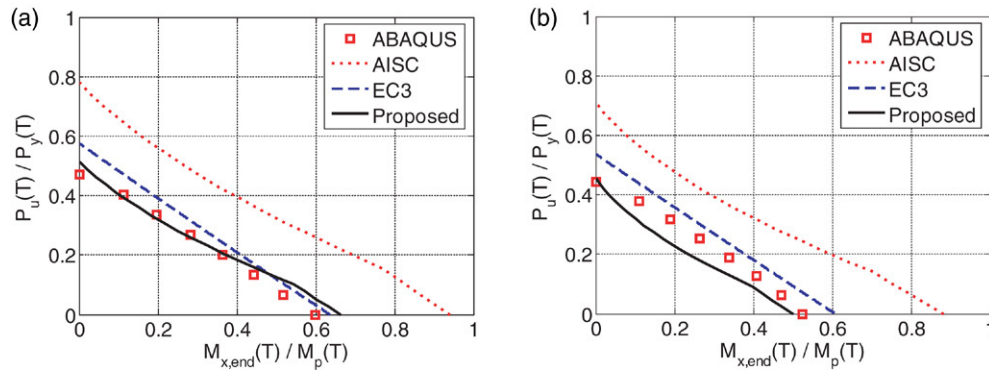 (a)
1
0.8
0.6
0.4
0.2
0
P_u(T) / P_y(T)
ABAQUS
AISC
EC3
Proposed
0 0.2 0.4 0.6 0.8 1
M_x,end(T) / M_p(T)
(b)
1
0.8
0.6
0.4
0.2
0
P_u(T) / P_y(T)
ABAQUS
AISC
EC3
Proposed
0 0.2 0.4 0.6 0.8 1
M_x,end(T) / M_p(T)